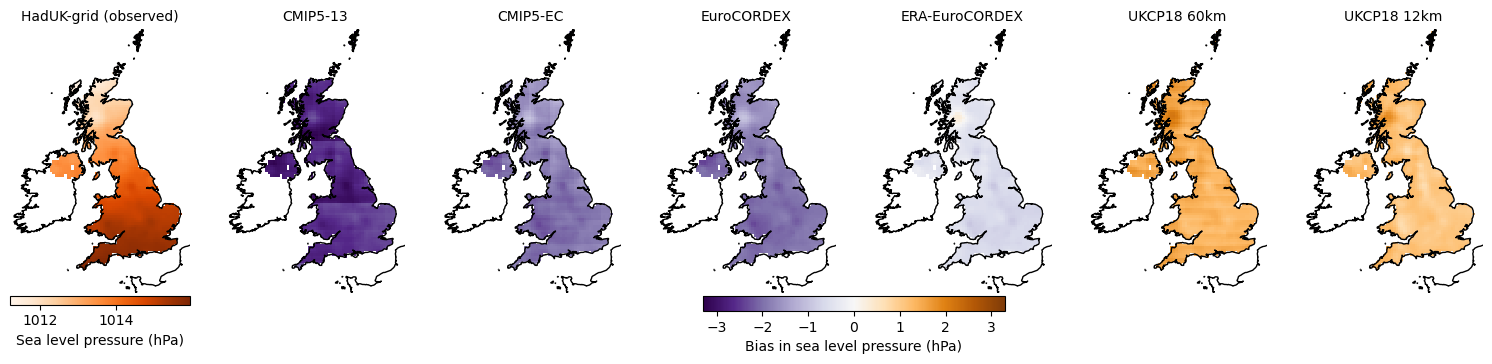 HadUK-grid (observed)
CMIP5-13
CMIP5-EC
EuroCORDEX
ERA-EuroCORDEX
UKCP18 60km
UKCP18 12km
1012
1014
Sea level pressure (hPa)
−3
−2
−1
0
1
2
3
Bias in sea level pressure (hPa)